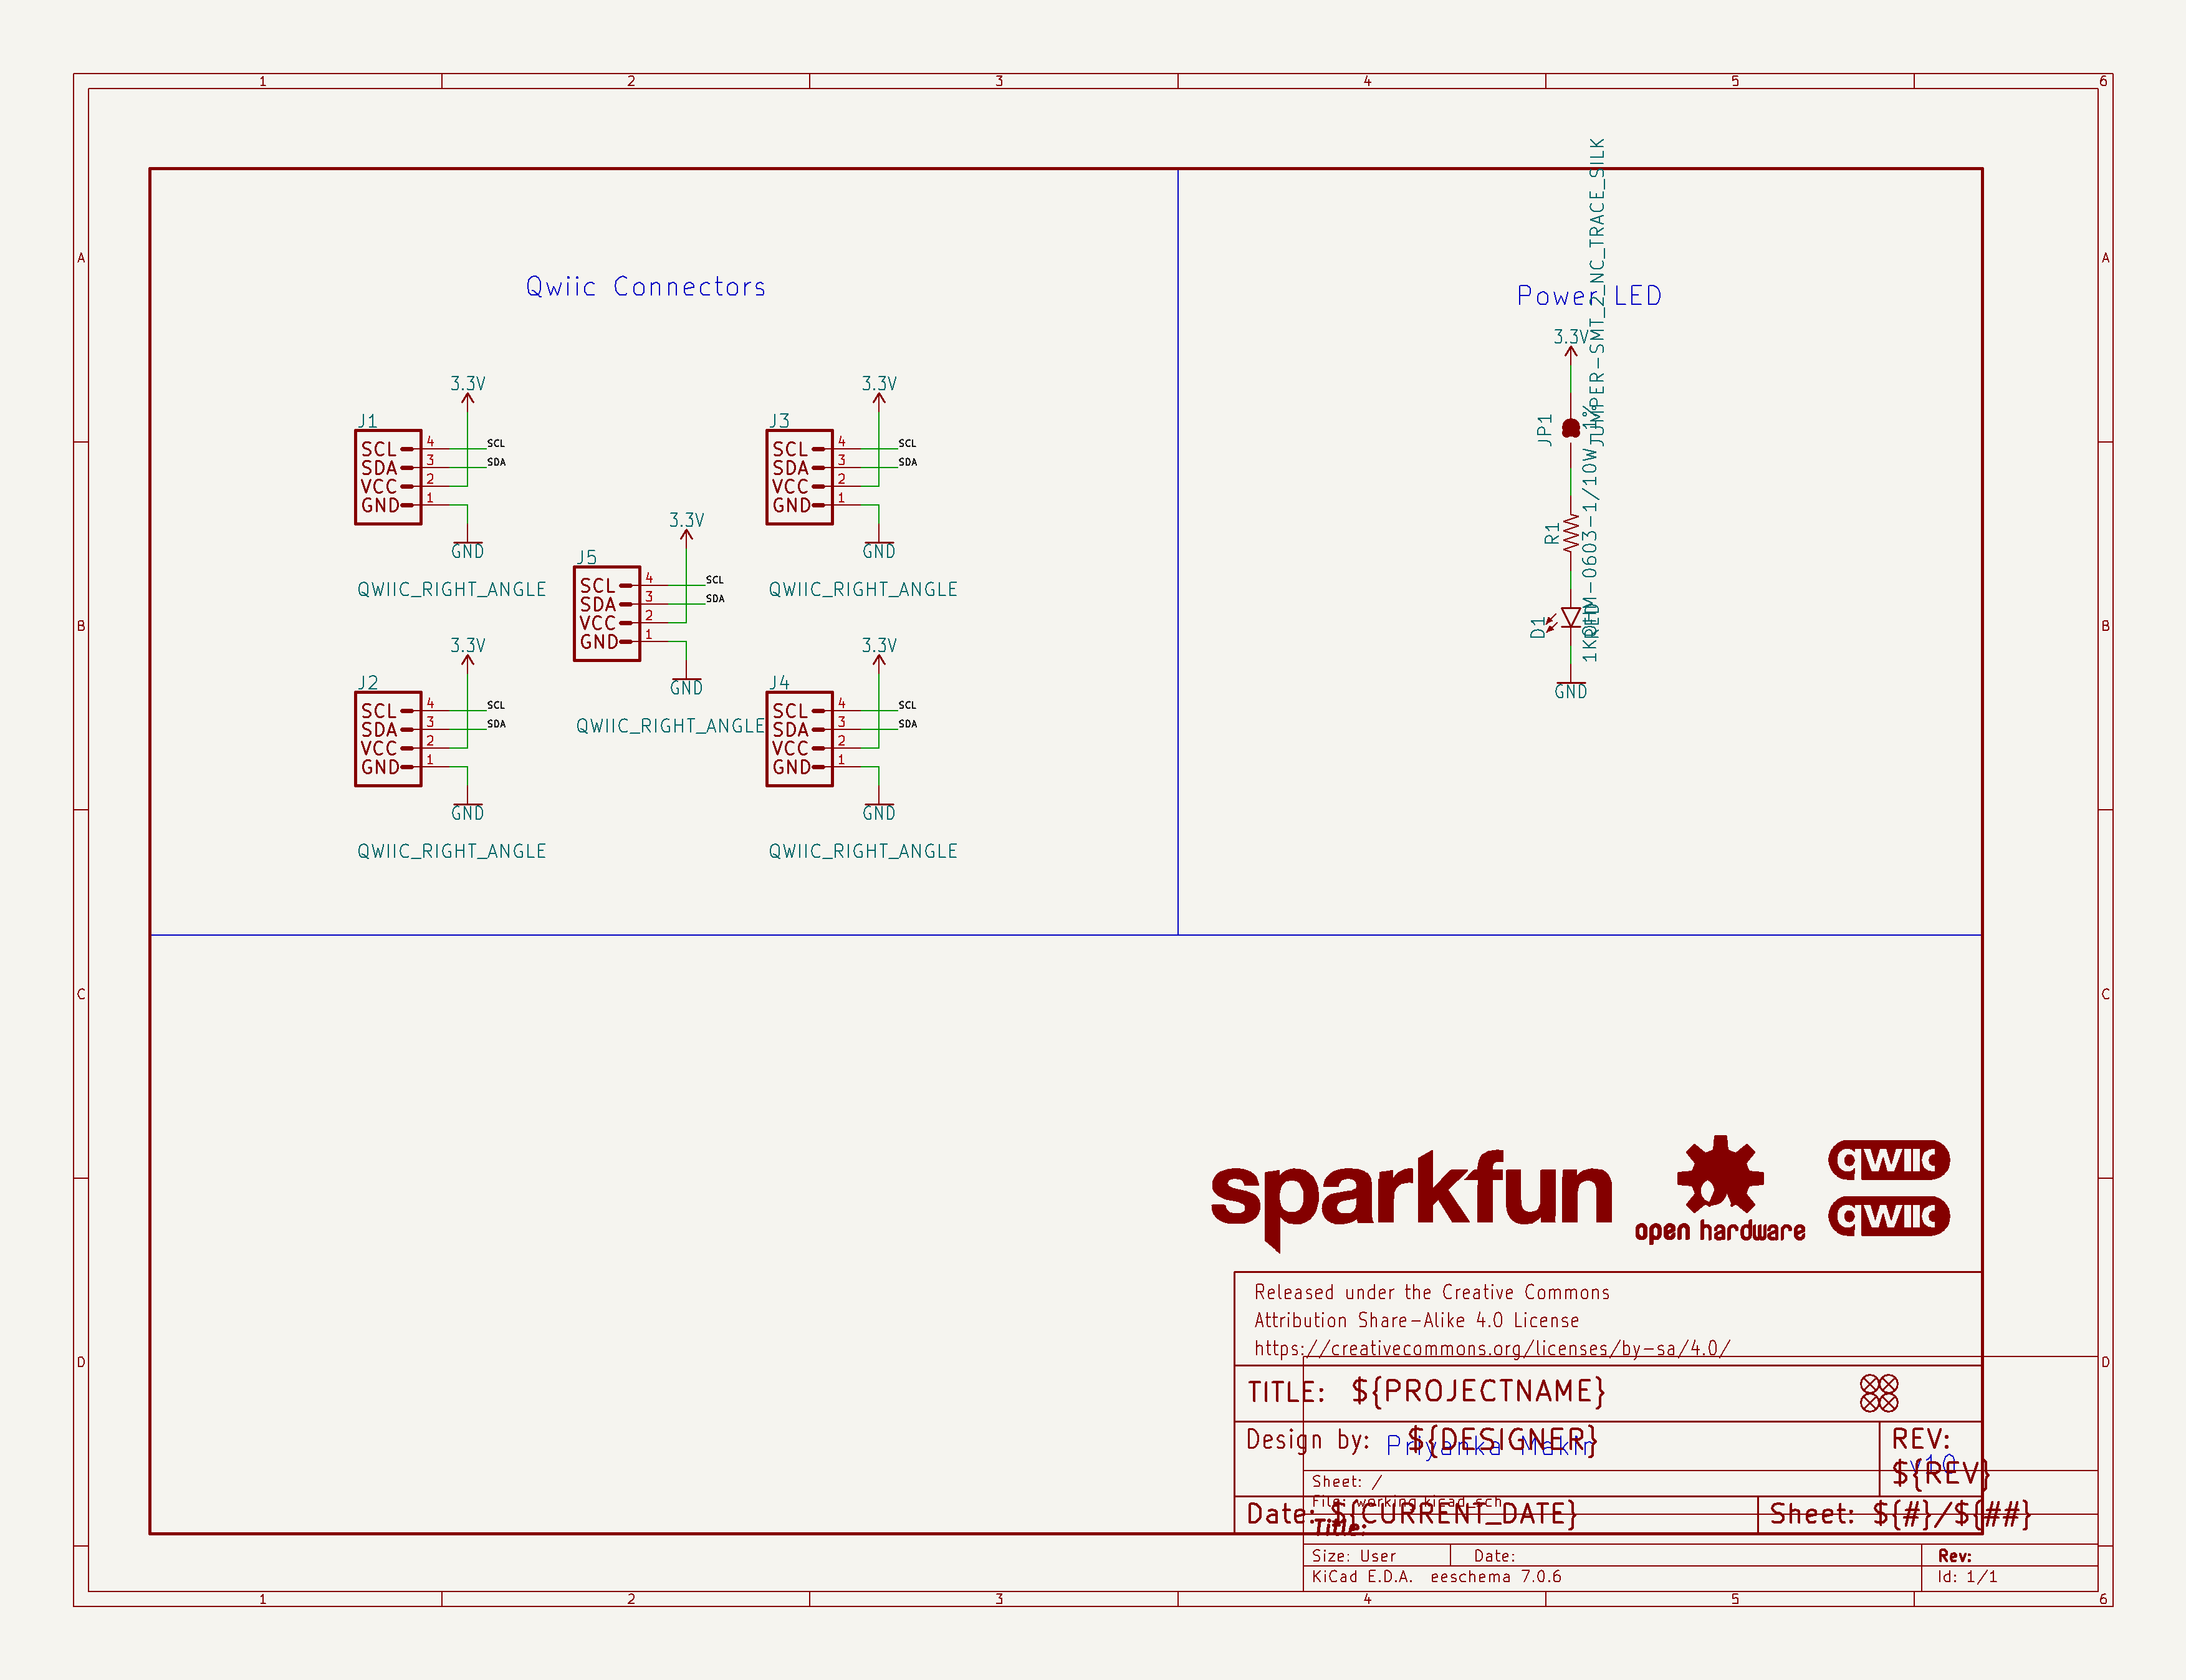 1 2 3 4 5 6
A A
B B
C C
D D
Qwiic Connectors
Power LED
3.3V
J1
SCL 4 SCL
SDA 3 SDA
VCC 2
GND 1
GND
QWIIC_RIGHT_ANGLE
3.3V
J3
SCL 4 SCL
SDA 3 SDA
VCC 2
GND 1
GND
QWIIC_RIGHT_ANGLE
3.3V
J5
SCL 4 SCL
SDA 3 SDA
VCC 2
GND 1
GND
QWIIC_RIGHT_ANGLE
3.3V
J2
SCL 4 SCL
SDA 3 SDA
VCC 2
GND 1
GND
QWIIC_RIGHT_ANGLE
3.3V
J4
SCL 4 SCL
SDA 3 SDA
VCC 2
GND 1
GND
QWIIC_RIGHT_ANGLE
3.3V
JP1
JUMPER-SMT_2_NC_TRACE_SILK
R1
1KOHM-0603-1/10W-1%
D1
RED
GND
sparkfun
open hardware
qwiic
qwiic
Released under the Creative Commons
Attribution Share-Alike 4.0 License
https://creativecommons.org/licenses/by-sa/4.0/
TITLE: ${PROJECTNAME}
Design by: ${DESIGNER}
Priyanka Makin
REV:
${REV}
v10
Sheet: /
File: working.kicad_sch
Date: ${CURRENT_DATE}
Sheet: ${#}/${##}
Title:
Size: User Date: Rev:
KiCad E.D.A. eeschema 7.0.6 Id: 1/1
1 2 3 4 5 6